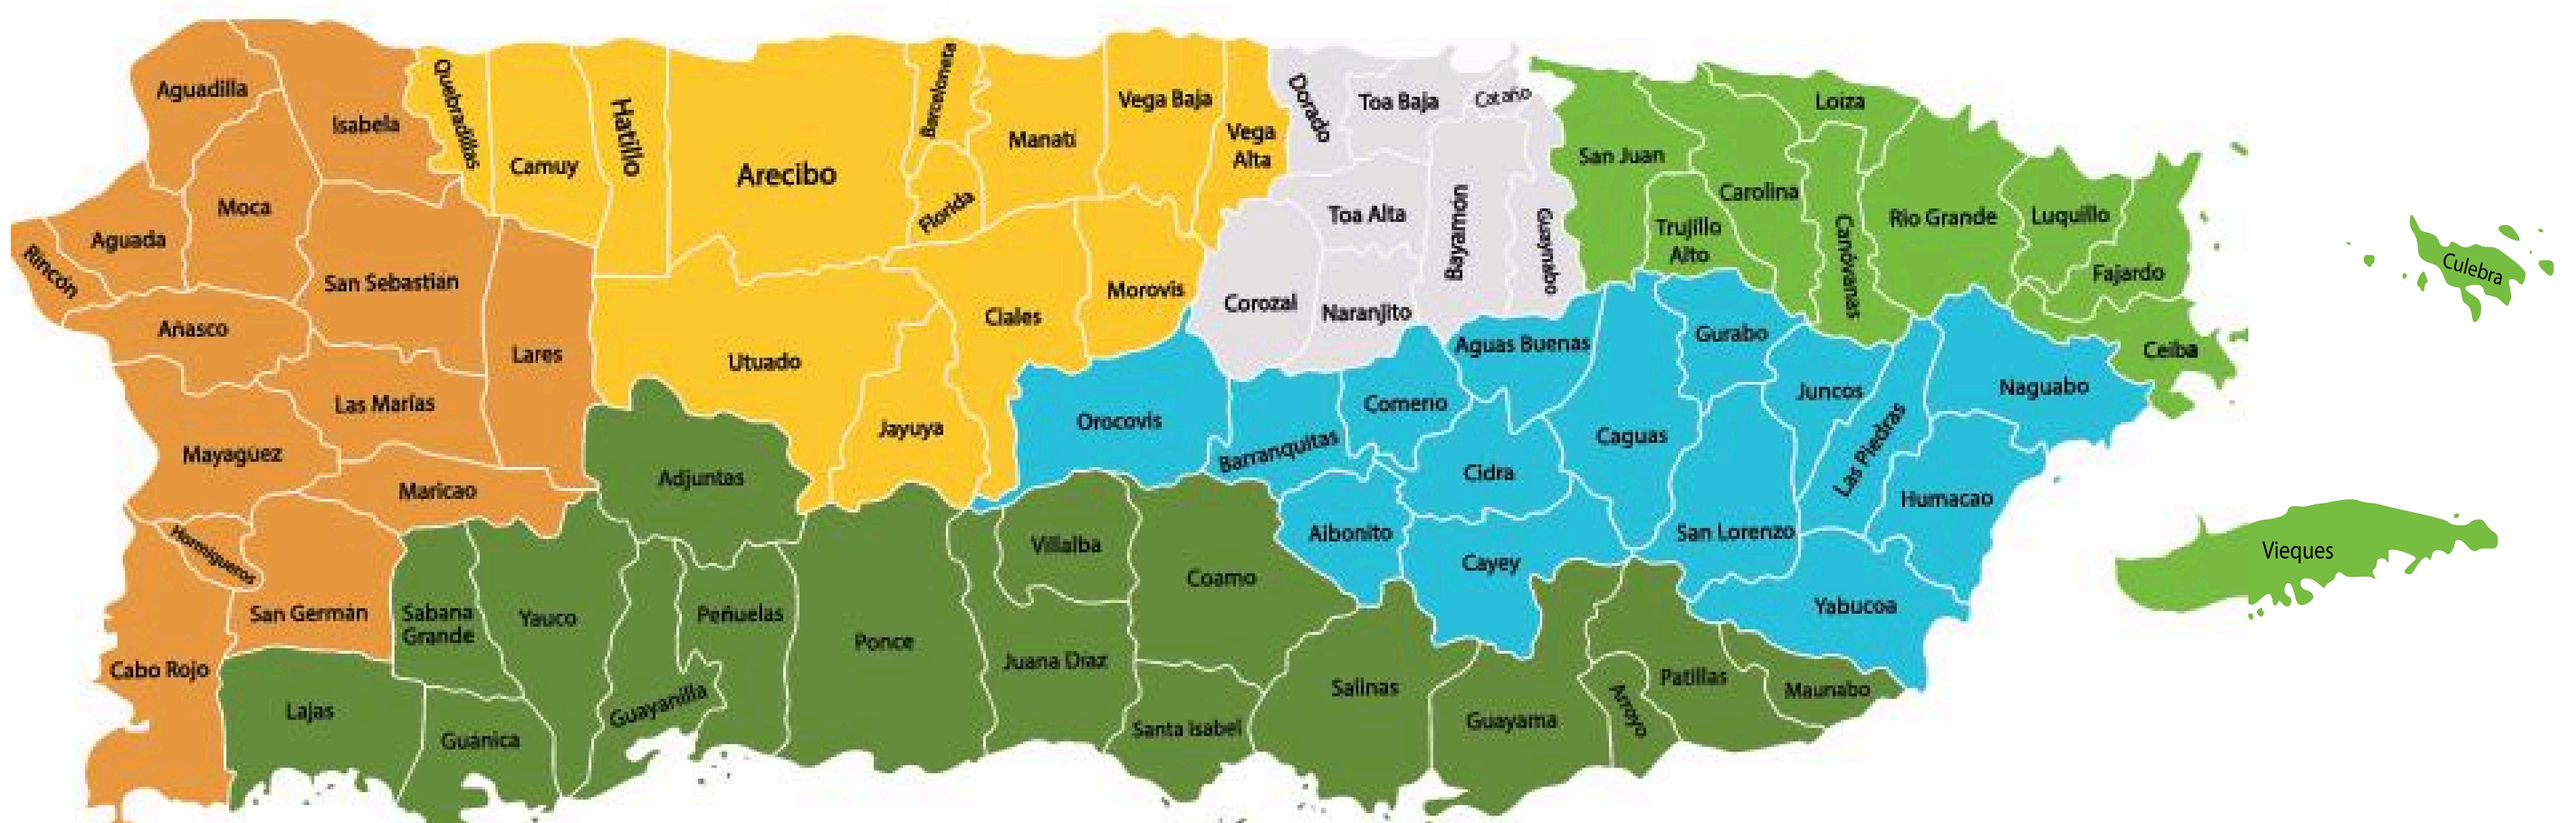 Aguadilla
Isabela
Quebradillas
Camuy
Hatillo
Arecibo
Barceloneta
Manatí
Vega Baja
Vega
Alta
Dorado
Toa Baja
Cataño
Loiza
San Juan
Carolina
Trujillo
Alto
Canóvanas
Rio Grande
Luquillo
Fajardo
Ceiba
Culebra
Moca
Aguada
Rincón
San Sebastián
Añasco
Lares
Florida
Utuado
Ciales
Morovis
Corozal
Toa Alta
Naranjito
Bayamón
Guaynabo
Las Marías
Mayagüez
Maricao
Hormigueros
San Germán
Cabo Rojo
Jayuya
Adjuntas
Orocovis
Barranquitas
Comerío
Aguas Buenas
Gurabo
Caguas
Juncos
Las Piedras
Naguabo
Humacao
Cidra
Aibonito
Cayey
San Lorenzo
Yabucoa
Vieques
Sabana
Grande
Yauco
Peñuelas
Guayanilla
Ponce
Villalba
Juana Díaz
Coamo
Santa Isabel
Salinas
Guayama
Arroyo
Patillas
Maunabo
Lajas
Guánica